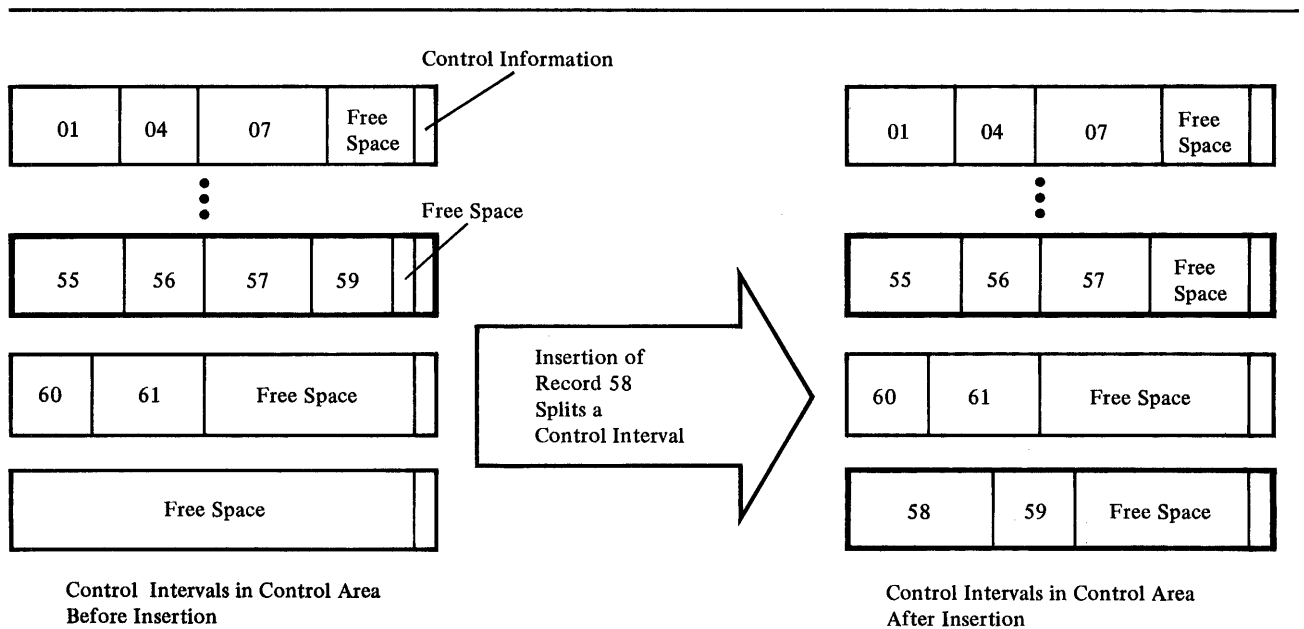 Control Information
01 04 07 Free Space
Free Space
55 56 57 59
60 61 Free Space
Free Space
Control Intervals in Control Area
Before Insertion
Insertion of
Record 58
Splits a
Control Interval
01 04 07 Free Space
55 56 57 Free Space
60 61 Free Space
58 59 Free Space
Control Intervals in Control Area
After Insertion